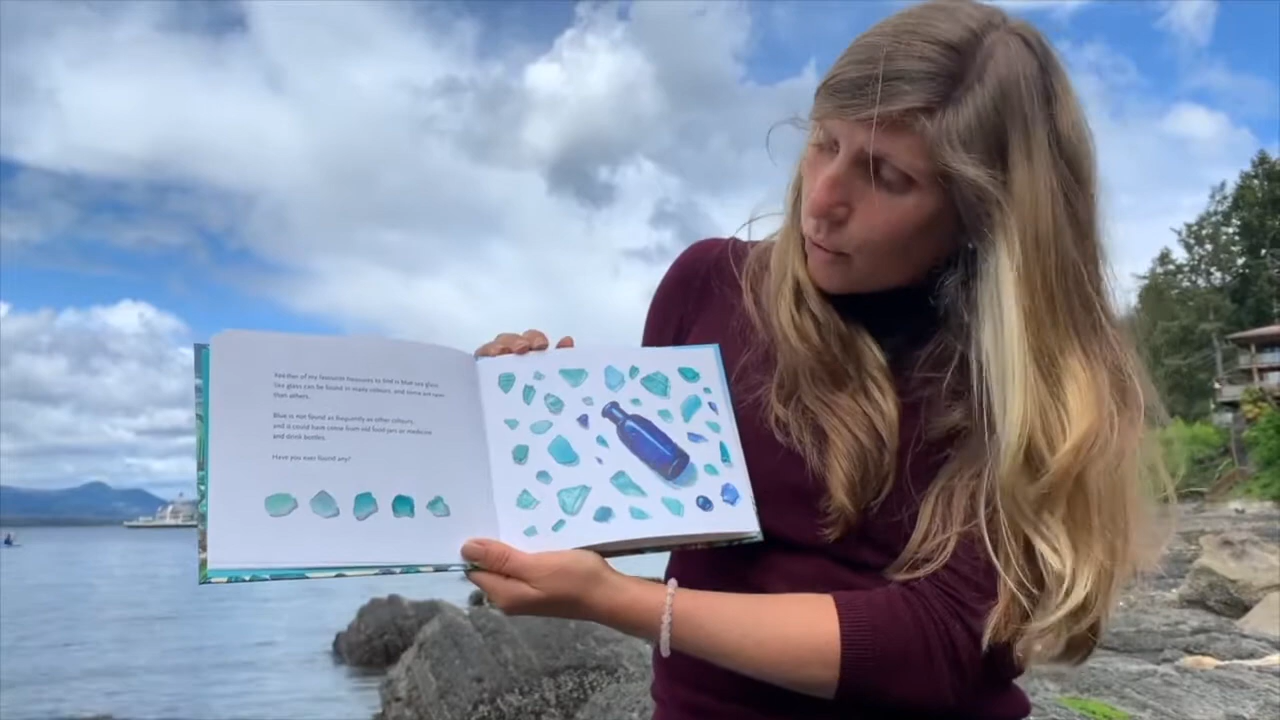 Another of my favourite treasures to find is blue sea glass.
Sea glass can be found in many colours, and some are rarer
than others.
Blue is not found as frequently as other colours,
and it could have come from old food jars or medicine
and drink bottles.
Have you ever found any?